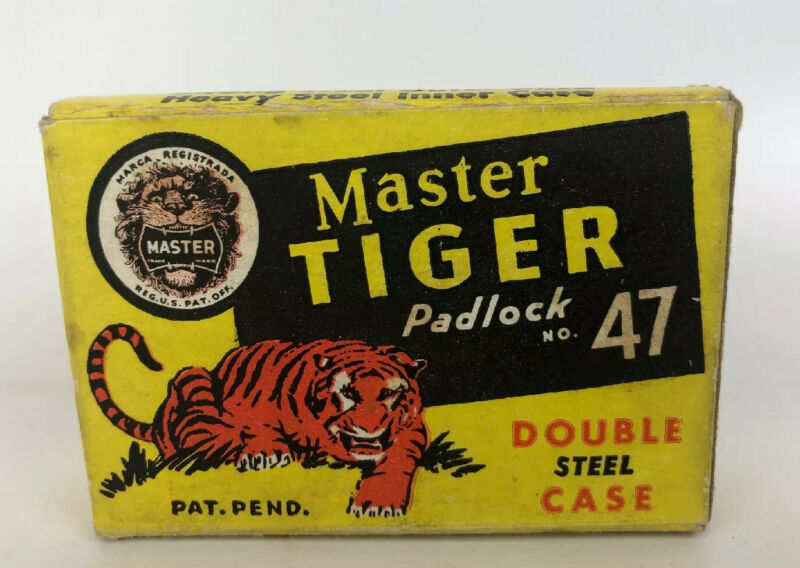 Heavy Steel Inner Case
MARCA REGISTRADA
MASTER
TRADE MARK
REG. U.S. PAT. OFF.
Master
TIGER
Padlock
NO. 47
DOUBLE
STEEL
CASE
PAT. PEND.